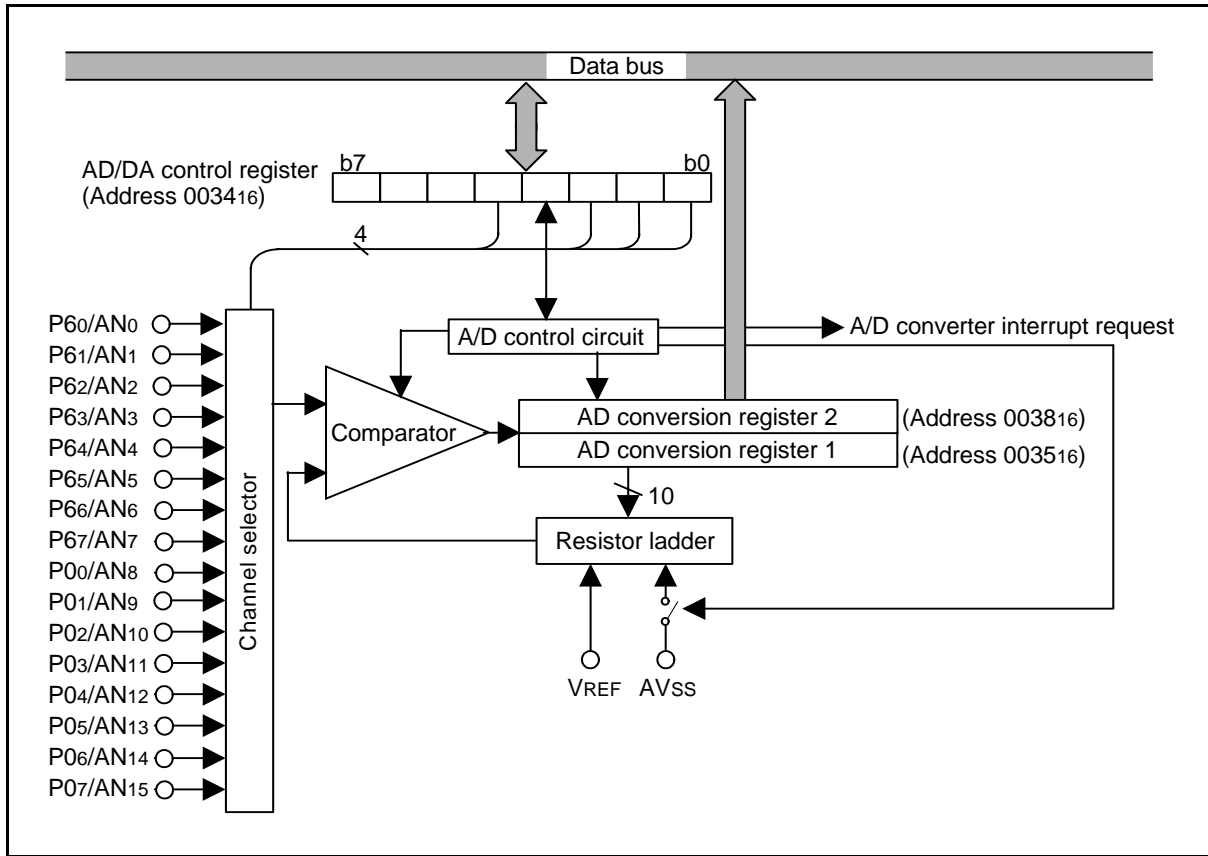 Data bus
AD/DA control register
(Address 003416)
b7
b0
4
P60/AN0
P61/AN1
P62/AN2
P63/AN3
P64/AN4
P65/AN5
P66/AN6
P67/AN7
P00/AN8
P01/AN9
P02/AN10
P03/AN11
P04/AN12
P05/AN13
P06/AN14
P07/AN15
Channel selector
A/D control circuit
A/D converter interrupt request
Comparator
AD conversion register 2
(Address 003816)
AD conversion register 1
(Address 003516)
10
Resistor ladder
VREF
AVSS